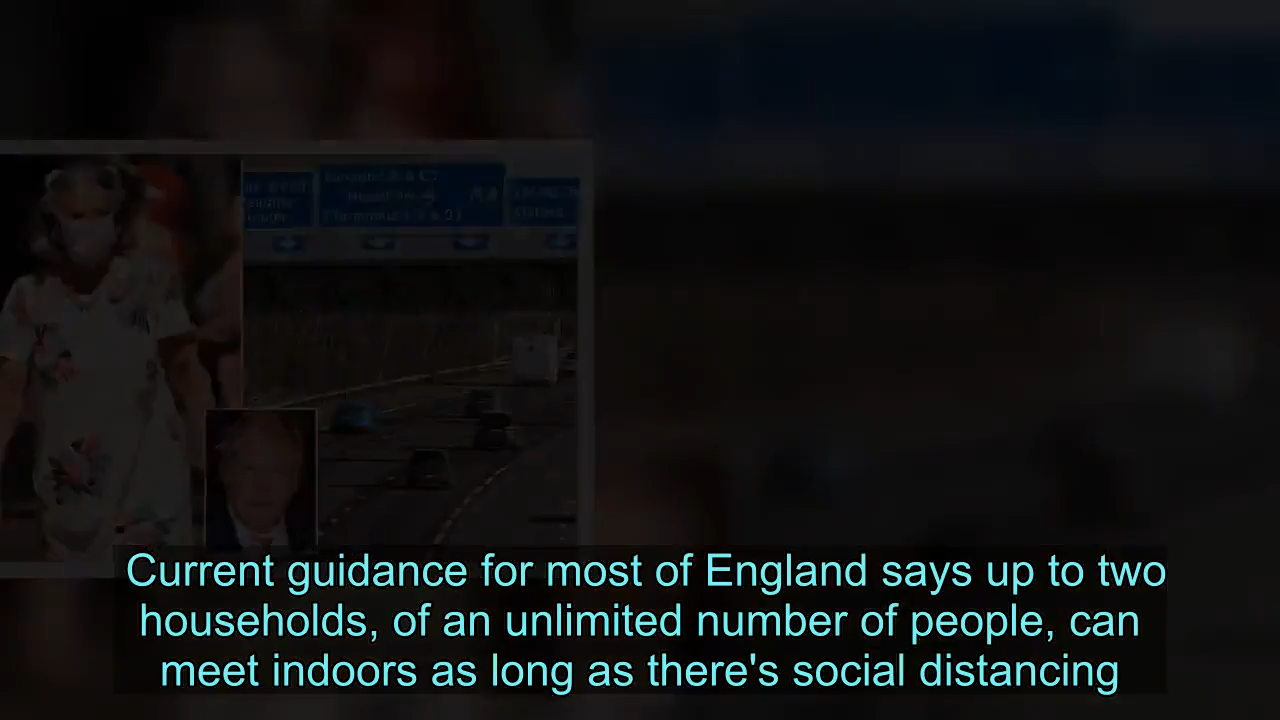 Current guidance for most of England says up to two
households, of an unlimited number of people, can
meet indoors as long as there's social distancing